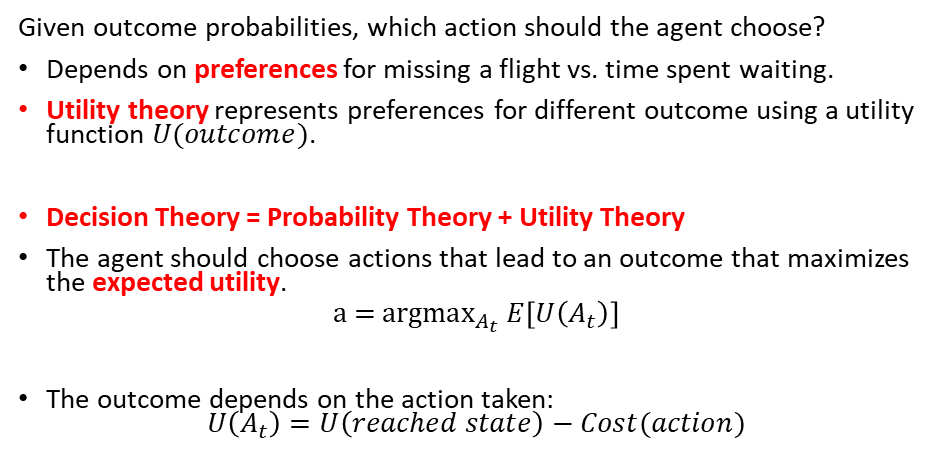 Given outcome probabilities, which action should the agent choose?
• Depends on preferences for missing a flight vs. time spent waiting.
• Utility theory represents preferences for different outcome using a utility
function U(outcome).
• Decision Theory = Probability Theory + Utility Theory
• The agent should choose actions that lead to an outcome that maximizes
the expected utility.
a = argmax_{A_t} E[U(A_t)]
• The outcome depends on the action taken:
U(A_t) = U(reached state) − Cost(action)